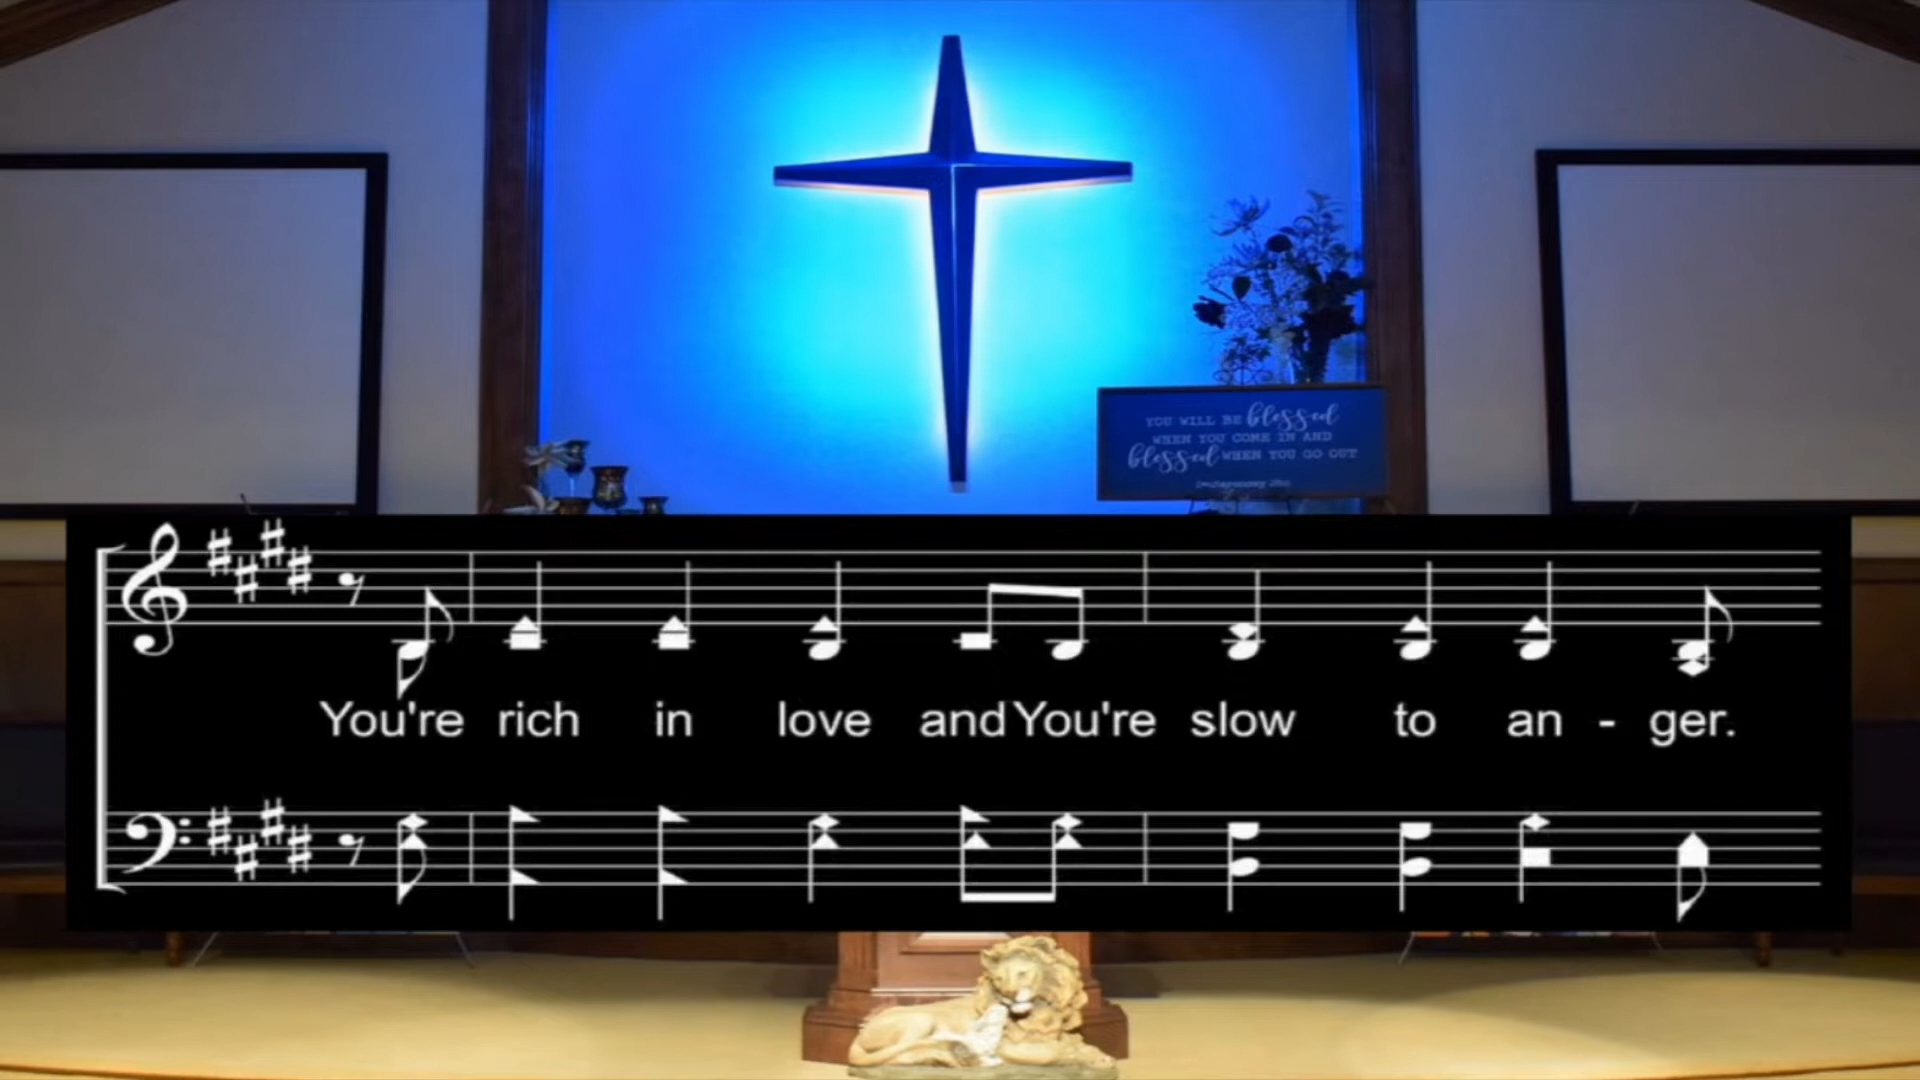 YOU WILL BE blessed
WHEN YOU COME IN AND
blessed WHEN YOU GO OUT
You're rich in love and You're slow to an - ger.